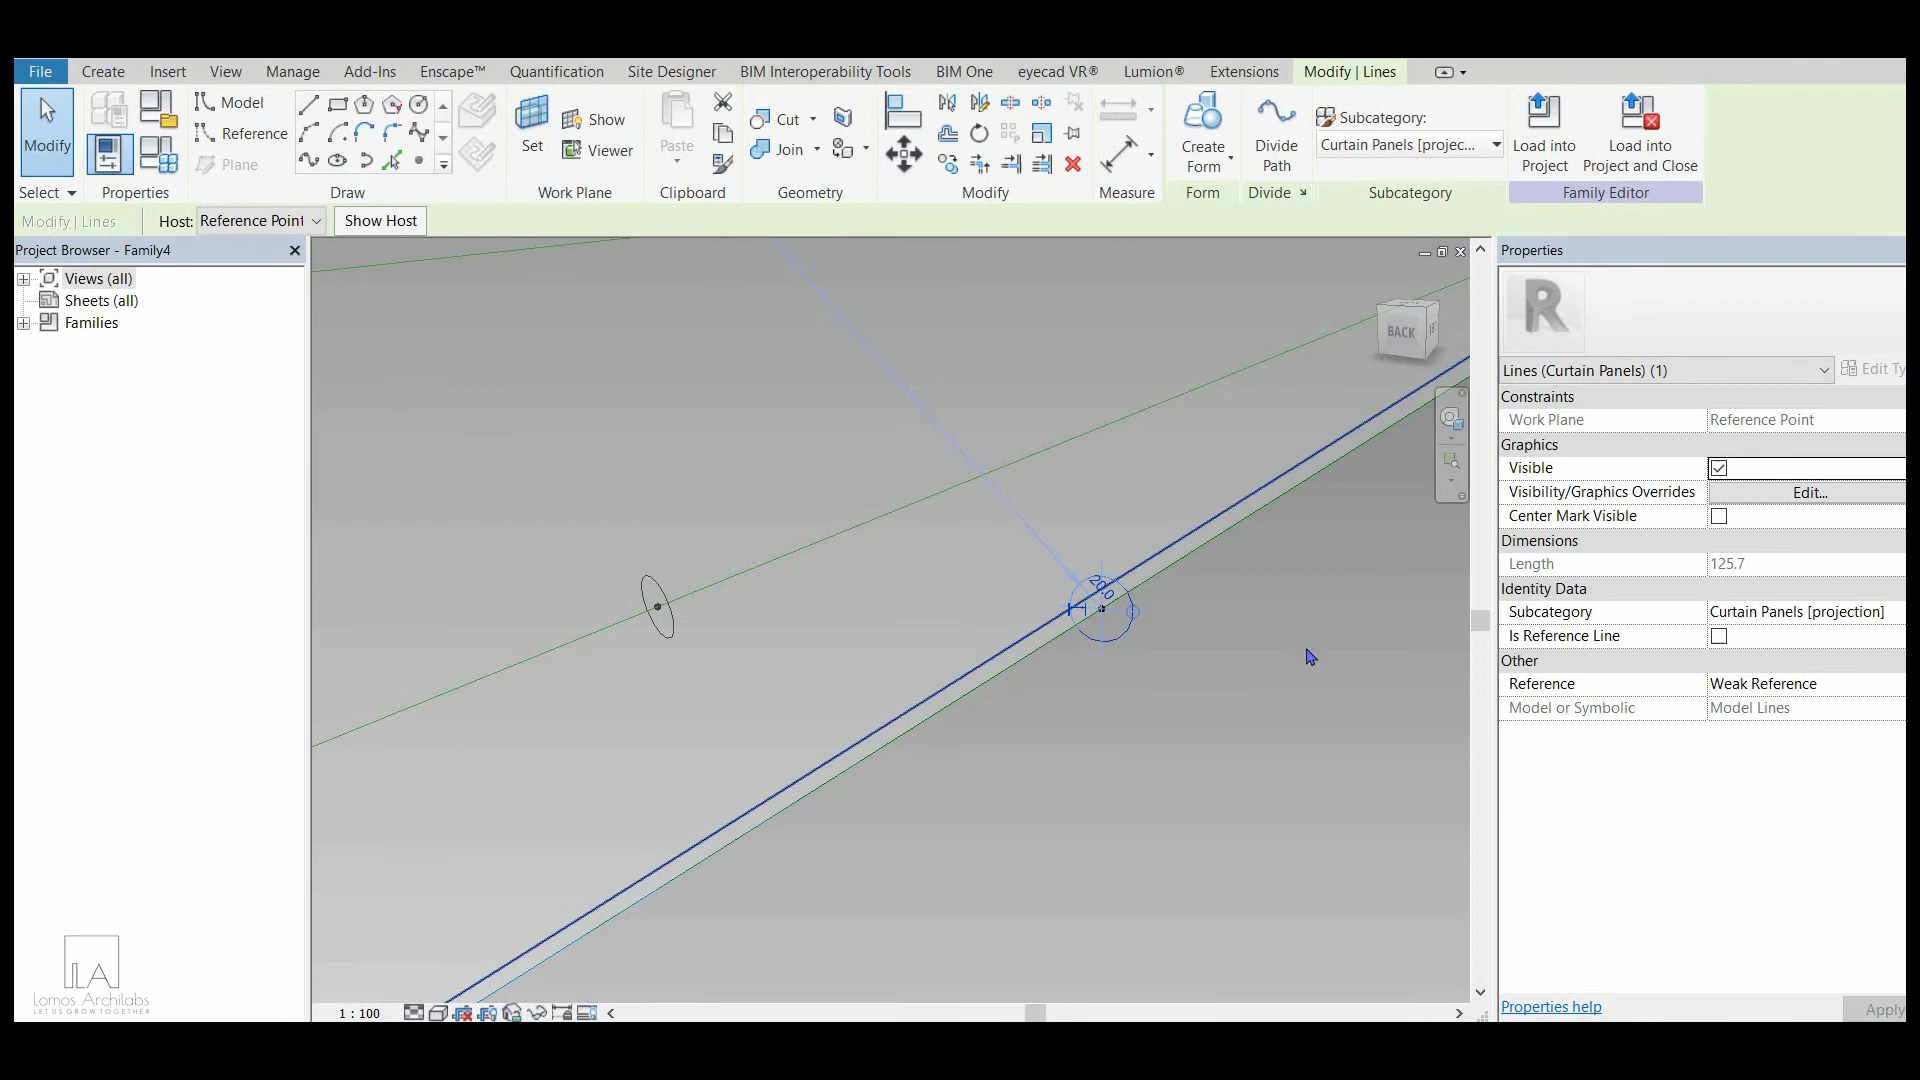 File Create Insert View Manage Add-Ins Enscape™ Quantification Site Designer BIM Interoperability Tools BIM One eyecad VR® Lumion® Extensions Modify | Lines
Modify
Model
Reference
Plane
Set
Show
Viewer
Paste
Cut
Join
Create Form
Divide Path
Subcategory:
Curtain Panels [projec...
Load into Project
Load into Project and Close
Select Properties Draw Work Plane Clipboard Geometry Modify Measure Form Divide Subcategory Family Editor
Modify | Lines Host: Reference Point Show Host
Project Browser - Family4
Views (all)
Sheets (all)
Families
BACK
20.0
Properties
R
Lines (Curtain Panels) (1) Edit Ty
Constraints
Work Plane Reference Point
Graphics
Visible
Visibility/Graphics Overrides Edit...
Center Mark Visible
Dimensions
Length 125.7
Identity Data
Subcategory Curtain Panels [projection]
Is Reference Line
Other
Reference Weak Reference
Model or Symbolic Model Lines
Properties help Apply
1 : 100
LA
Lomos Archilabs
LET US GROW TOGETHER